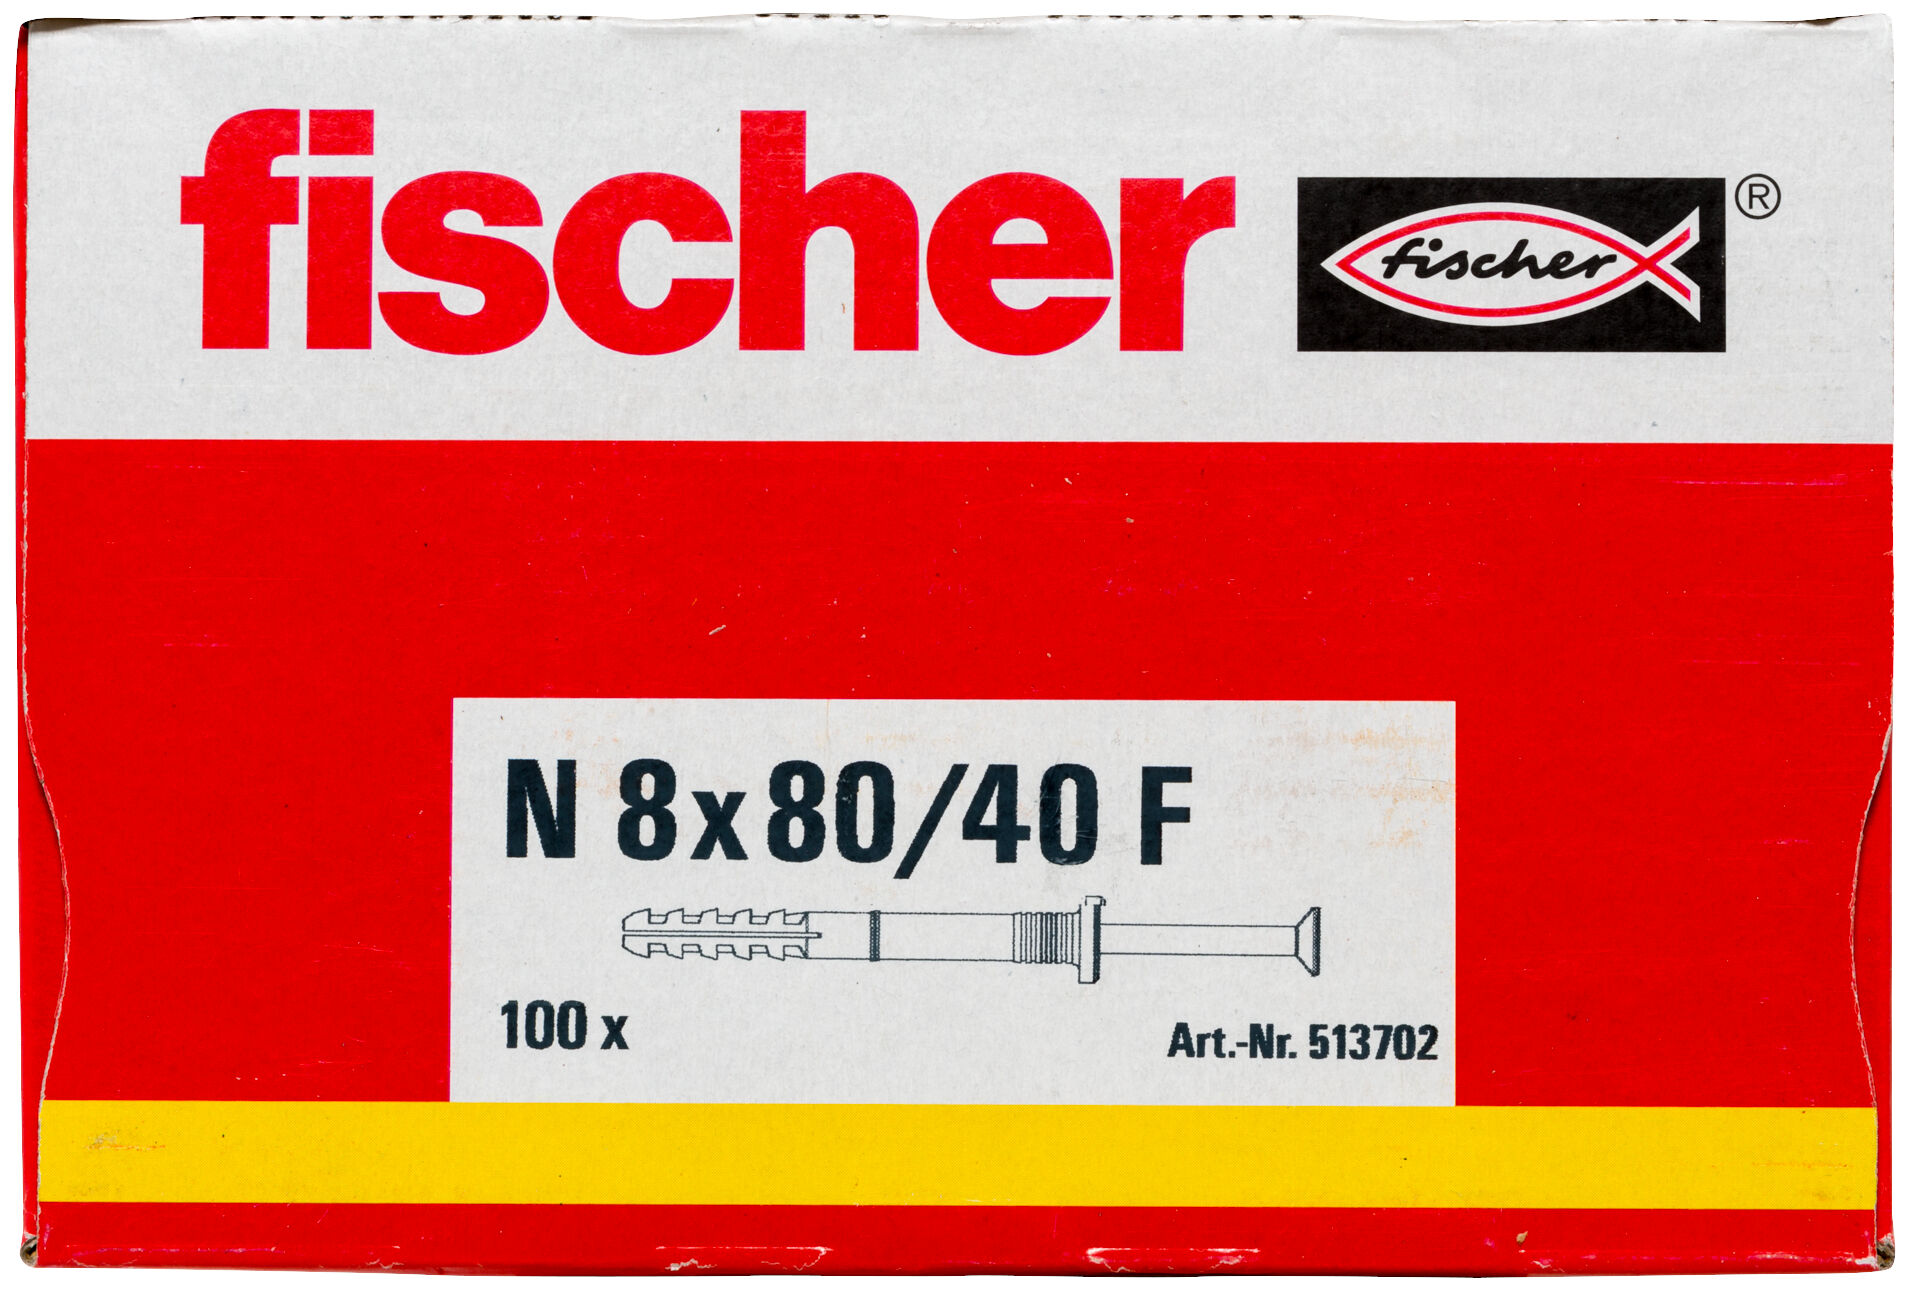 fischer
fischer ®
N 8x80/40 F
100 x
Art.-Nr. 513702